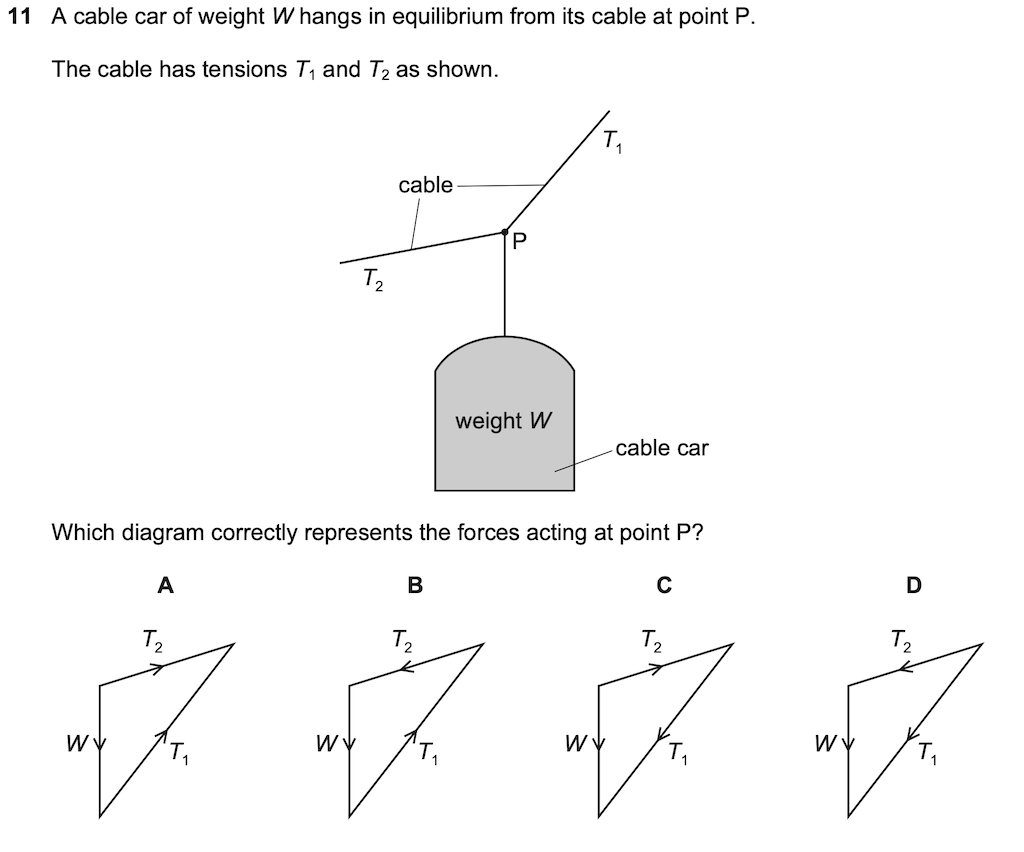 11 A cable car of weight W hangs in equilibrium from its cable at point P.
The cable has tensions T₁ and T₂ as shown.
T₁
cable
P
T₂
weight W
cable car
Which diagram correctly represents the forces acting at point P?
A B C D
T₂ T₂ T₂ T₂
W T₁ W T₁ W T₁ W T₁